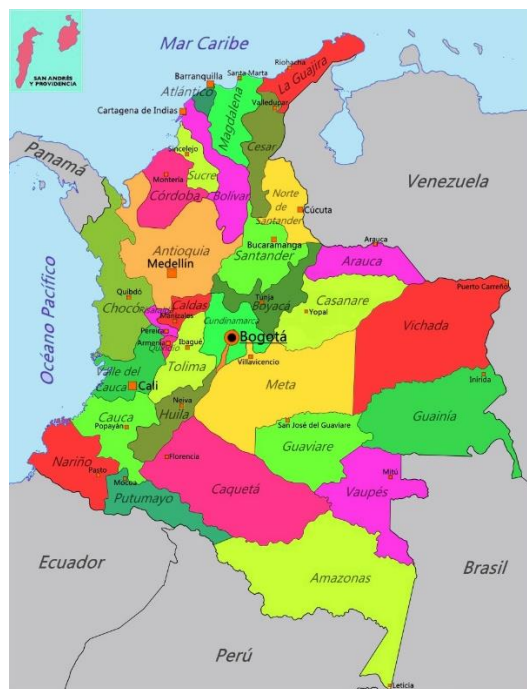 SAN ANDRÉS
Y PROVIDENCIA
Mar Caribe
Riohacha
La Guajira
Santa Marta
Barranquilla
Atlántico
Magdalena
Valledupar
Cartagena de Indias
Cesar
Panamá
Sincelejo
Sucre
Montería
Córdoba
Bolívar
Norte
de
Santander
Cúcuta
Venezuela
Bucaramanga
Santander
Arauca
Arauca
Antioquia
Medellín
Océano Pacífico
Quibdó
Chocó
Risaralda
Caldas
Manizales
Pereira
Armenia
Quindío
Ibagué
Tolima
Tunja
Boyacá
Cundinamarca
Bogotá
Casanare
Yopal
Puerto Carreño
Vichada
Villavicencio
Meta
Valle del
Cauca
Cali
Cauca
Popayán
Neiva
Huila
Inírida
Guainía
San José del Guaviare
Guaviare
Nariño
Pasto
Mocoa
Putumayo
Florencia
Caquetá
Mitú
Vaupés
Ecuador
Amazonas
Brasil
Perú
Leticia